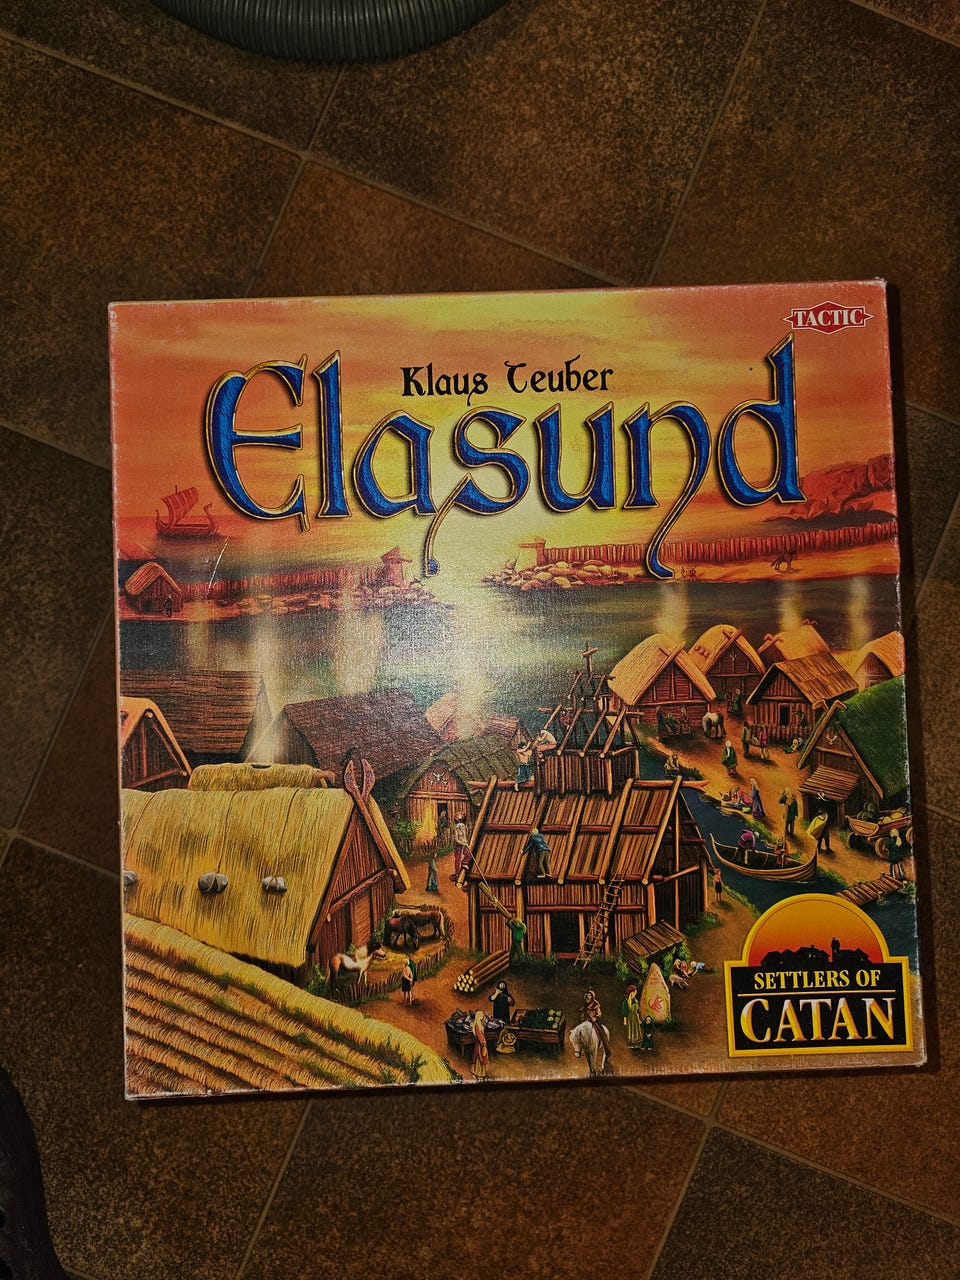 TACTIC
Klaus Teuber
Elasund
SETTLERS OF
CATAN